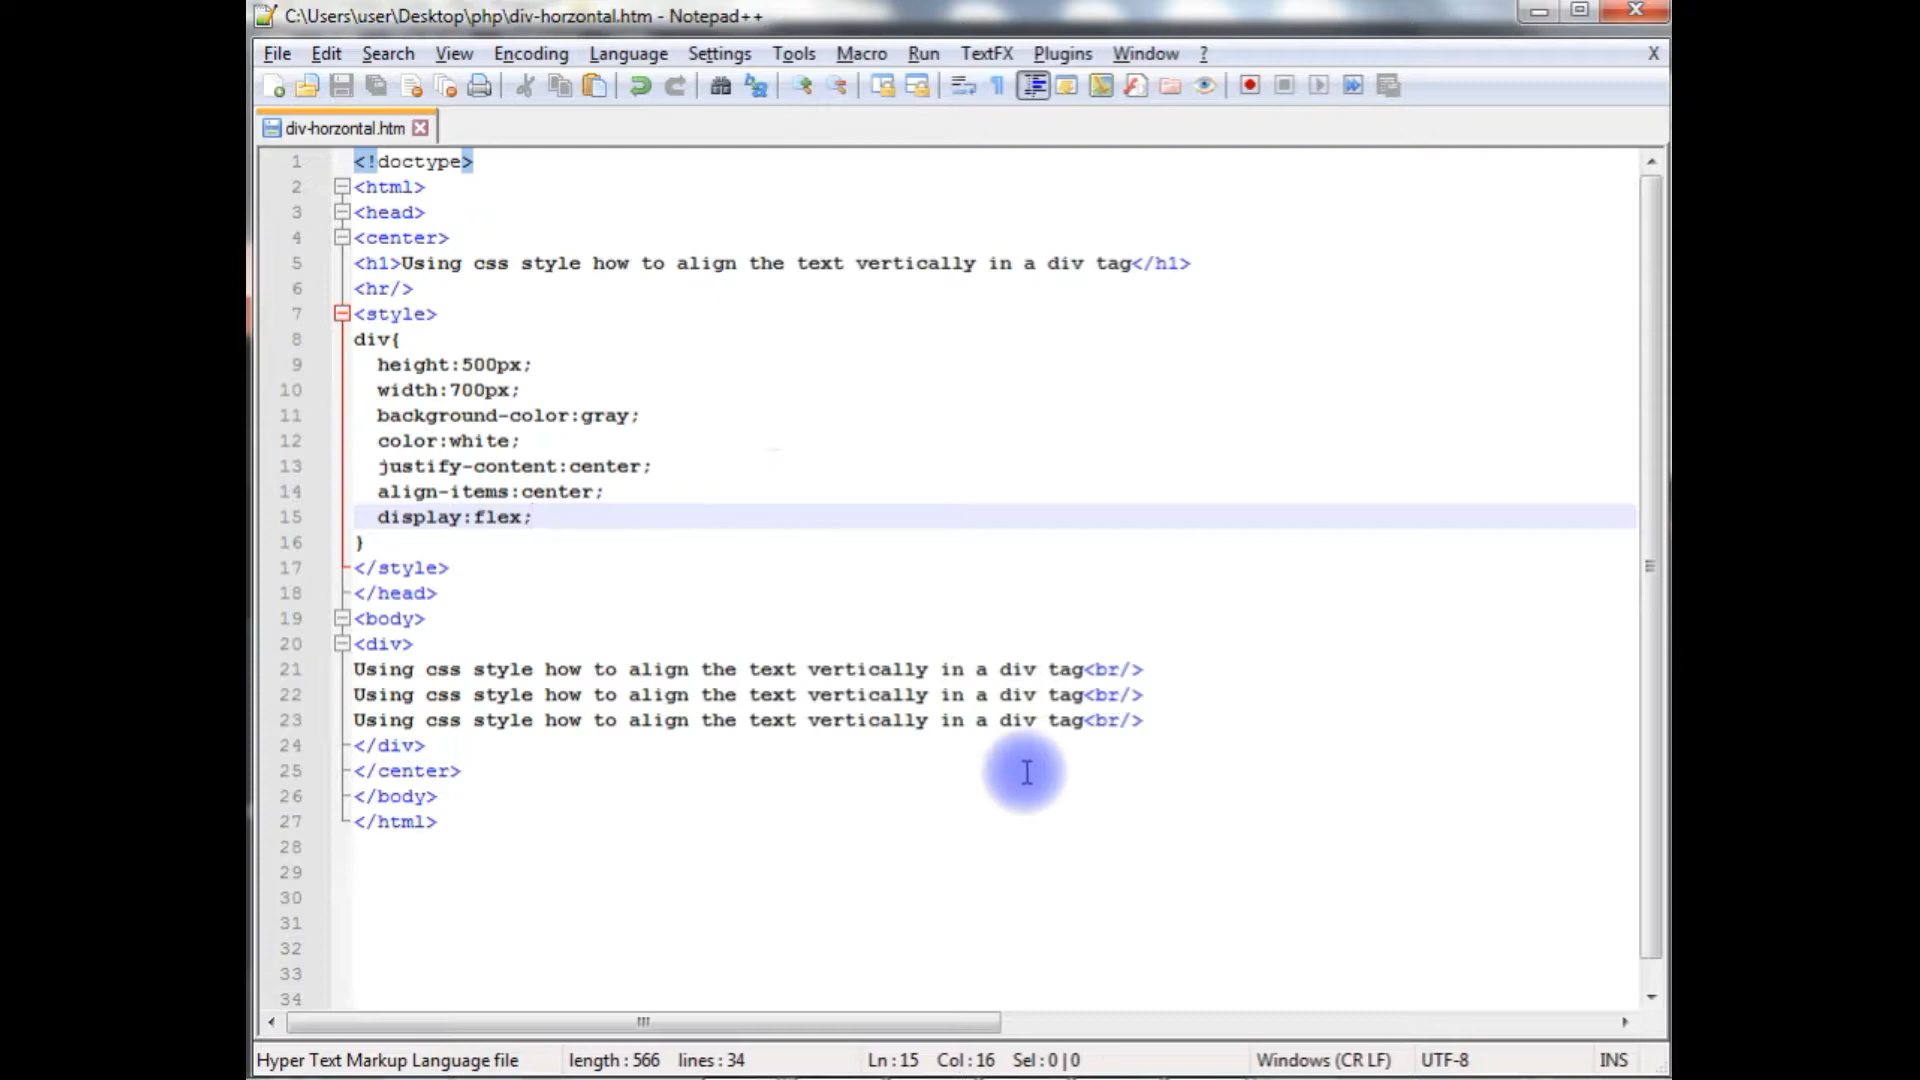 C:\Users\user\Desktop\php\div-horzontal.htm - Notepad++
File Edit Search View Encoding Language Settings Tools Macro Run TextFX Plugins Window ? X
div-horzontal.htm
1 <!doctype>
2 <html>
3 <head>
4 <center>
5 <h1>Using css style how to align the text vertically in a div tag</h1>
6 <hr/>
7 <style>
8 div{
9 height:500px;
10 width:700px;
11 background-color:gray;
12 color:white;
13 justify-content:center;
14 align-items:center;
15 display:flex;
16 }
17 </style>
18 </head>
19 <body>
20 <div>
21 Using css style how to align the text vertically in a div tag<br/>
22 Using css style how to align the text vertically in a div tag<br/>
23 Using css style how to align the text vertically in a div tag<br/>
24 </div>
25 </center>
26 </body>
27 </html>
28
29
30
31
32
33
34
Hyper Text Markup Language file length : 566 lines : 34 Ln : 15 Col : 16 Sel : 0 | 0 Windows (CR LF) UTF-8 INS